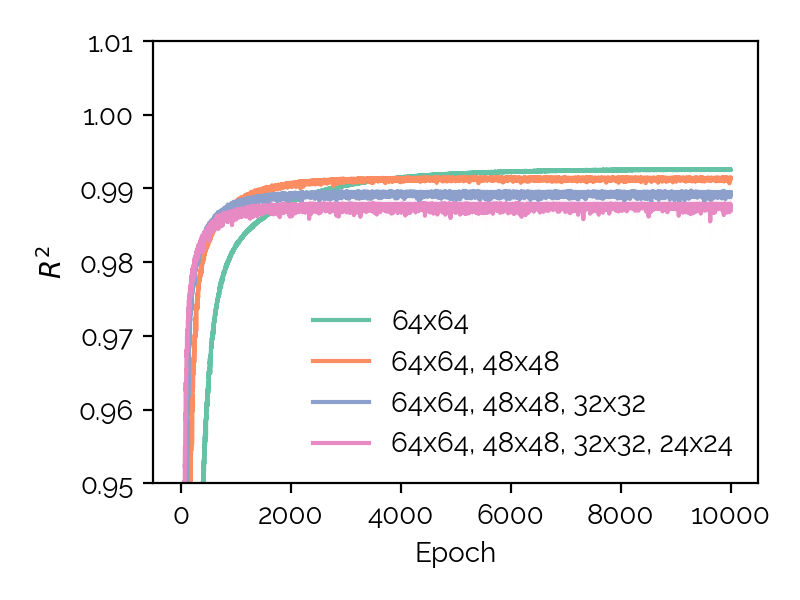 1.01
1.00
0.99
0.98
0.97
0.96
0.95
R²
64x64
64x64, 48x48
64x64, 48x48, 32x32
64x64, 48x48, 32x32, 24x24
0 2000 4000 6000 8000 10000
Epoch